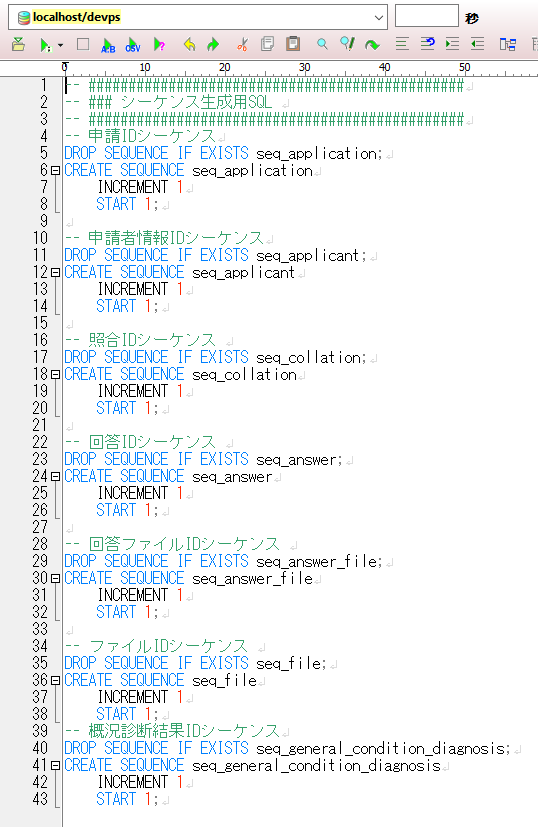 localhost/devps 秒
A:B CSV ?
0 10 20 30 40 50
1 -- ###############################################
2 -- ### シーケンス生成用SQL
3 -- ###############################################
4 -- 申請IDシーケンス
5 DROP SEQUENCE IF EXISTS seq_application;
6 CREATE SEQUENCE seq_application
7 INCREMENT 1
8 START 1;
9
10 -- 申請者情報IDシーケンス
11 DROP SEQUENCE IF EXISTS seq_applicant;
12 CREATE SEQUENCE seq_applicant
13 INCREMENT 1
14 START 1;
15
16 -- 照合IDシーケンス
17 DROP SEQUENCE IF EXISTS seq_collation;
18 CREATE SEQUENCE seq_collation
19 INCREMENT 1
20 START 1;
21
22 -- 回答IDシーケンス
23 DROP SEQUENCE IF EXISTS seq_answer;
24 CREATE SEQUENCE seq_answer
25 INCREMENT 1
26 START 1;
27
28 -- 回答ファイルIDシーケンス
29 DROP SEQUENCE IF EXISTS seq_answer_file;
30 CREATE SEQUENCE seq_answer_file
31 INCREMENT 1
32 START 1;
33
34 -- ファイルIDシーケンス
35 DROP SEQUENCE IF EXISTS seq_file;
36 CREATE SEQUENCE seq_file
37 INCREMENT 1
38 START 1;
39 -- 概況診断結果IDシーケンス
40 DROP SEQUENCE IF EXISTS seq_general_condition_diagnosis;
41 CREATE SEQUENCE seq_general_condition_diagnosis
42 INCREMENT 1
43 START 1;